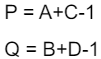 P = A+C-1
Q = B+D-1